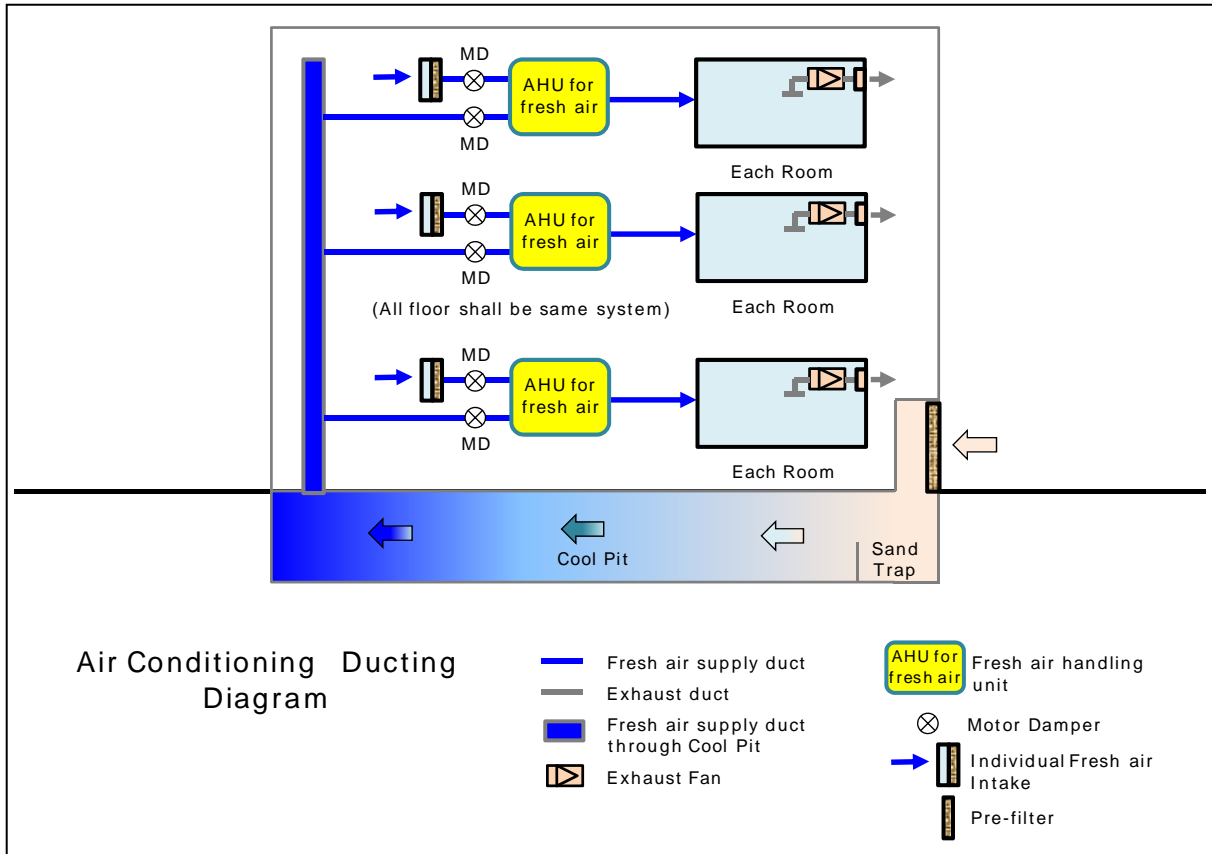 MD
AHU for
fresh air
MD
Each Room
MD
AHU for
fresh air
MD
(All floor shall be same system)
Each Room
MD
AHU for
fresh air
MD
Each Room
Cool Pit
Sand
Trap
Air Conditioning Ducting
Diagram
Fresh air supply duct
Exhaust duct
Fresh air supply duct
through Cool Pit
Exhaust Fan
AHU for
fresh air
Fresh air handling
unit
Motor Damper
Individual Fresh air
Intake
Pre-filter